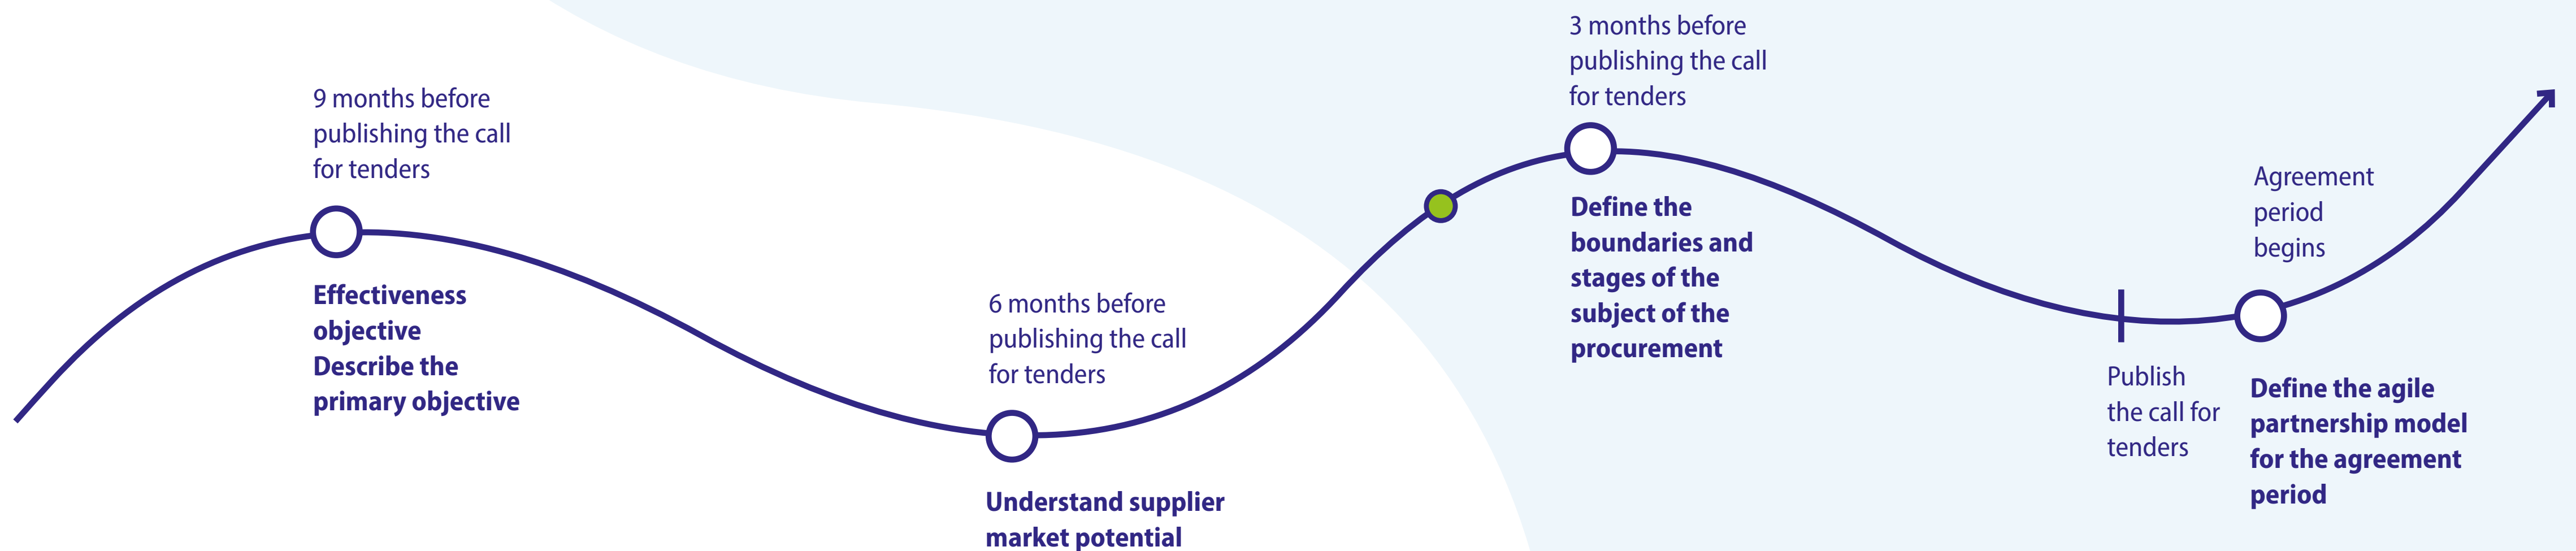 9 months before
publishing the call
for tenders
Effectiveness
objective
Describe the
primary objective
6 months before
publishing the call
for tenders
Understand supplier
market potential
3 months before
publishing the call
for tenders
Define the
boundaries and
stages of the
subject of the
procurement
Publish
the call for
tenders
Agreement
period
begins
Define the agile
partnership model
for the agreement
period